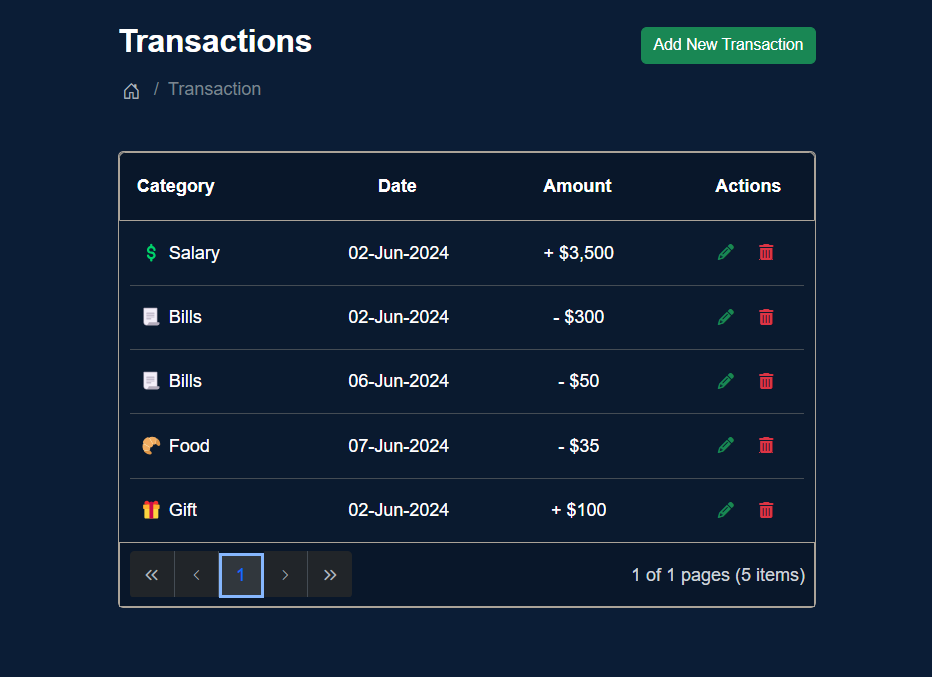 Transactions
Add New Transaction
/ Transaction
Category Date Amount Actions
$ Salary 02-Jun-2024 + $3,500
Bills 02-Jun-2024 - $300
Bills 06-Jun-2024 - $50
Food 07-Jun-2024 - $35
Gift 02-Jun-2024 + $100
« ‹ 1 › » 1 of 1 pages (5 items)